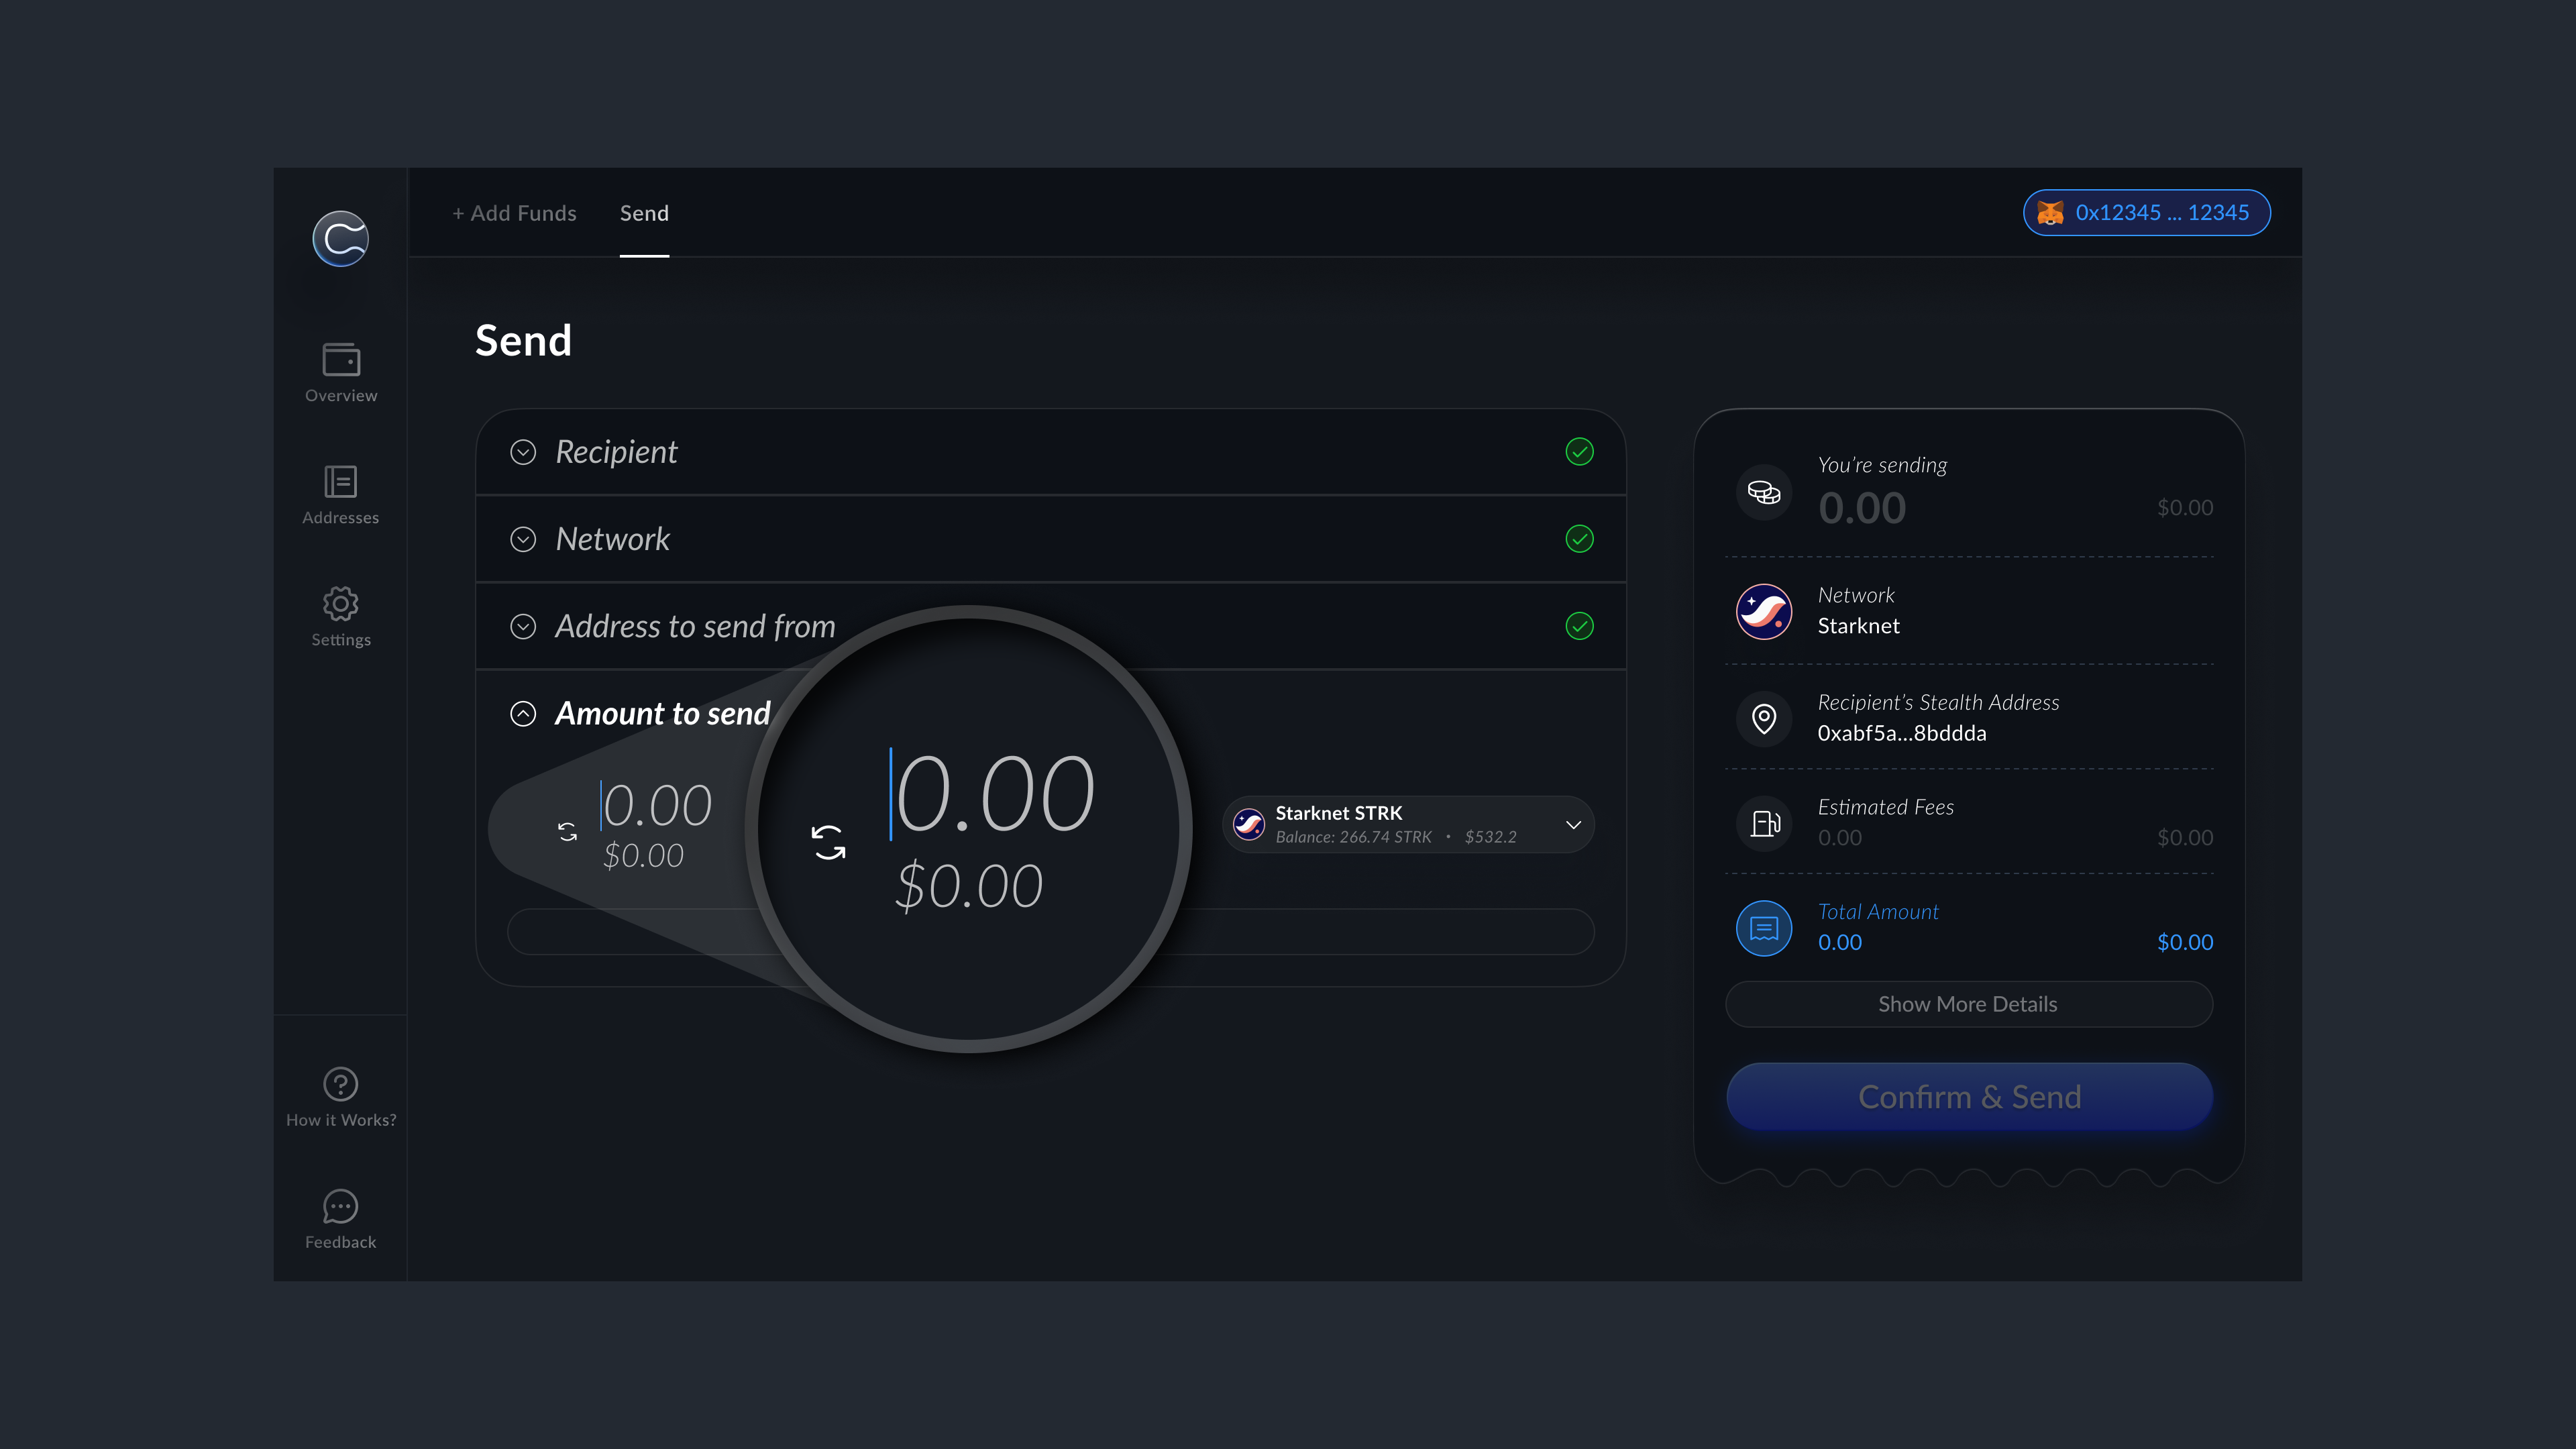 + Add Funds
Send
0x12345 ... 12345
Overview
Addresses
Settings
How it Works?
Feedback
Send
Recipient
Network
Address to send from
Amount to send
0.00
$0.00
0.00
$0.00
Starknet STRK
Balance: 266.74 STRK • $532.2
You're sending
0.00 $0.00
Network
Starknet
Recipient's Stealth Address
0xabf5a...8bddda
Estimated Fees
0.00 $0.00
Total Amount
0.00 $0.00
Show More Details
Confirm & Send